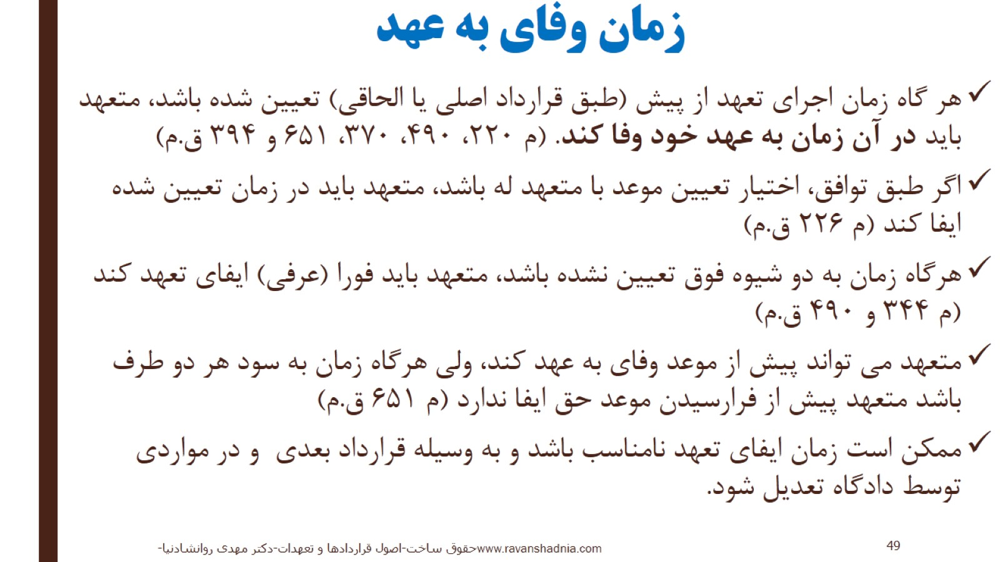 زمان وفای به عهد
هر گاه زمان اجرای تعهد از پیش (طبق قرارداد اصلی یا الحاقی) تعیین شده باشد، متعهد
باید در آن زمان به عهد خود وفا کند. (م ۲۲۰، ۴۹۰، ۳۷۰، ۶۵۱ و ۳۹۴ ق.م)
اگر طبق توافق، اختیار تعیین موعد با متعهد له باشد، متعهد باید در زمان تعیین شده
ایفا کند (م ۲۲۶ ق.م)
هرگاه زمان به دو شیوه فوق تعیین نشده باشد، متعهد باید فورا (عرفی) ایفای تعهد کند
(م ۳۴۴ و ۴۹۰ ق.م)
متعهد می تواند پیش از موعد وفای به عهد کند، ولی هرگاه زمان به سود هر دو طرف
باشد متعهد پیش از فرارسیدن موعد حق ایفا ندارد (م ۶۵۱ ق.م)
ممکن است زمان ایفای تعهد نامناسب باشد و به وسیله قرارداد بعدی و در مواردی
توسط دادگاه تعدیل شود.
www.ravanshadnia.comحقوق ساخت-اصول قراردادها و تعهدات-دکتر مهدی روانشادنیا-
49